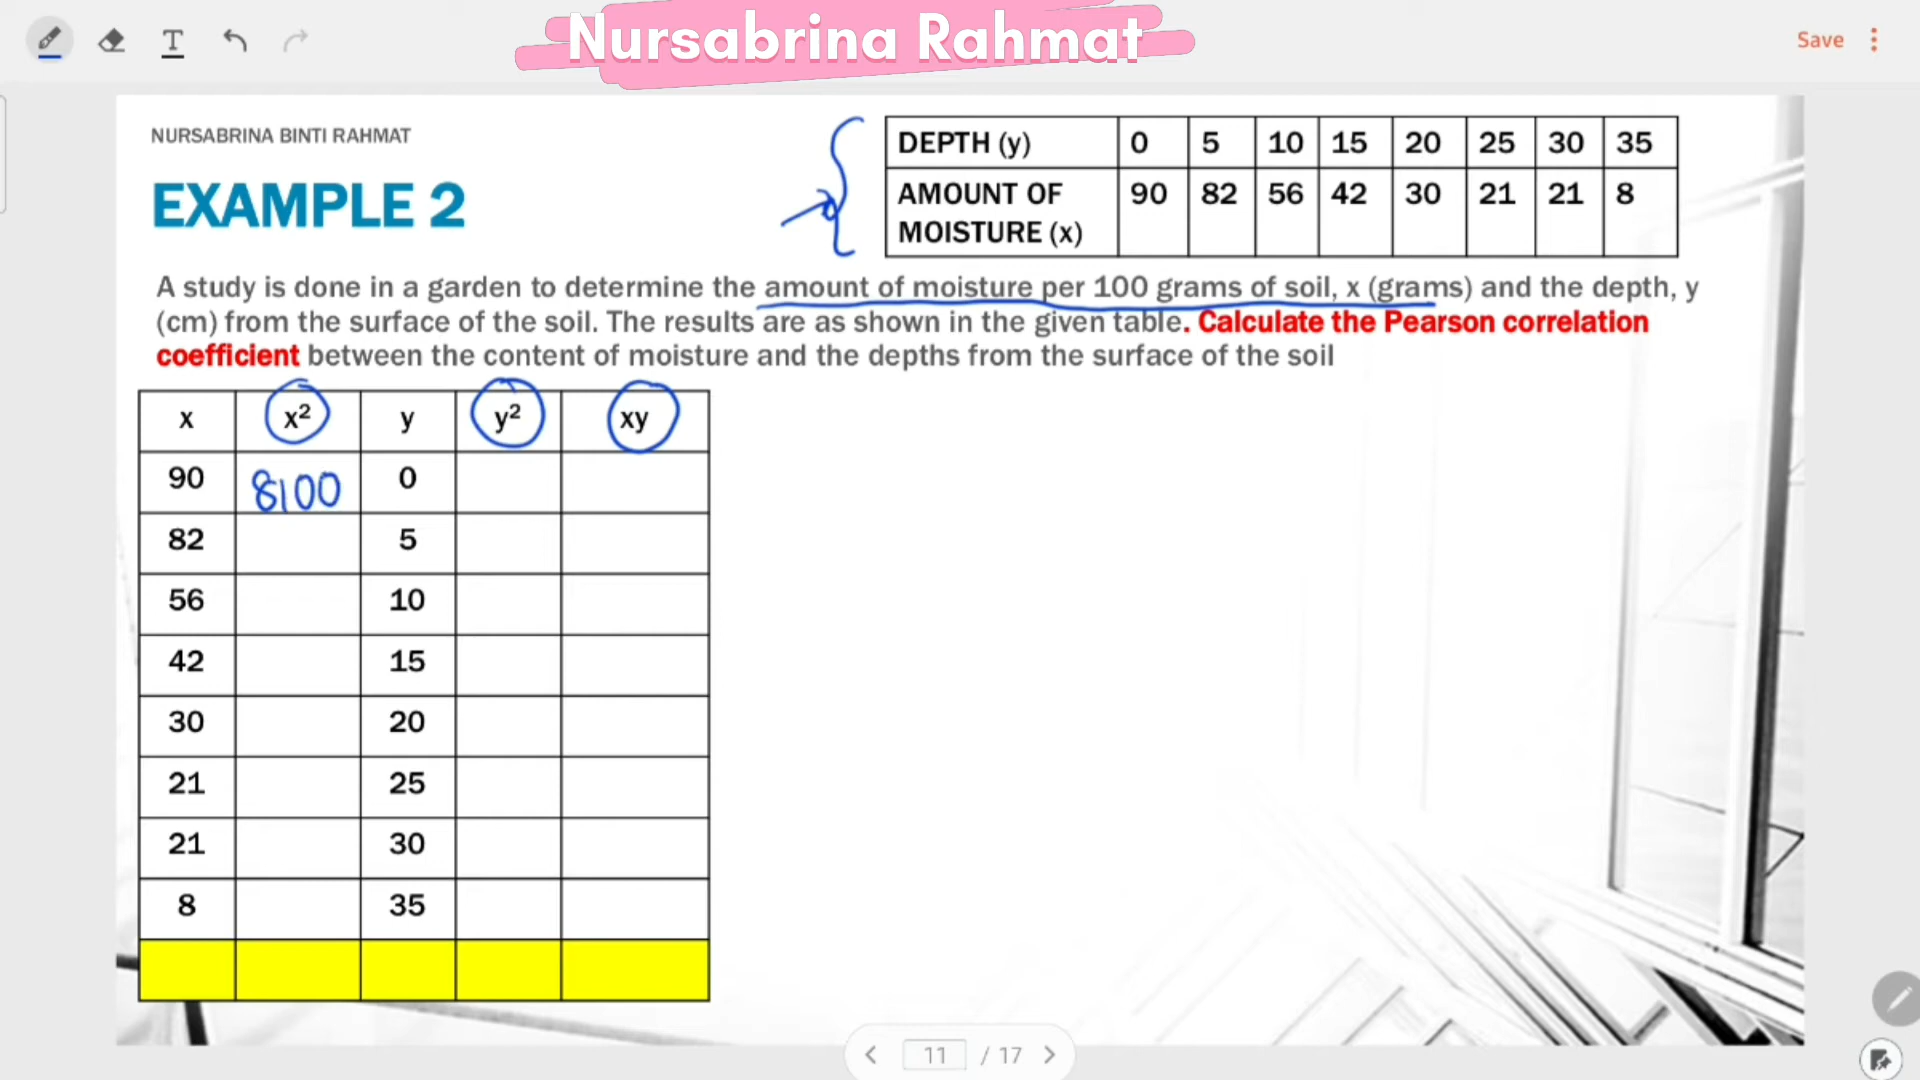 Nursabrina Rahmat
T
Save
NURSABRINA BINTI RAHMAT
EXAMPLE 2
DEPTH (y) 0 5 10 15 20 25 30 35
AMOUNT OF 90 82 56 42 30 21 21 8
MOISTURE (x)
A study is done in a garden to determine the amount of moisture per 100 grams of soil, x (grams) and the depth, y
(cm) from the surface of the soil. The results are as shown in the given table. Calculate the Pearson correlation
coefficient between the content of moisture and the depths from the surface of the soil
x x² y y² xy
90 8100 0
82 5
56 10
42 15
30 20
21 25
21 30
8 35
11 / 17